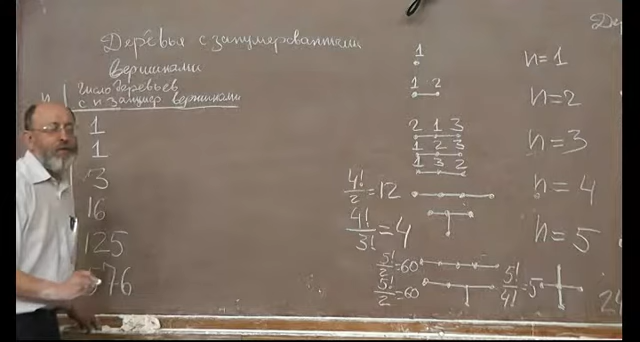 Деревья с занумерованными
вершинами
n
Число деревьев
с n занумер вершинами
1
1
3
16
125
576
1
n=1
1 2
n=2
2 1 3
1 2 3
1 3 2
n=3
4!/2=12
n=4
4!/3!=4
n=5
5!/2=60
5!/2=60
5!/4!=5